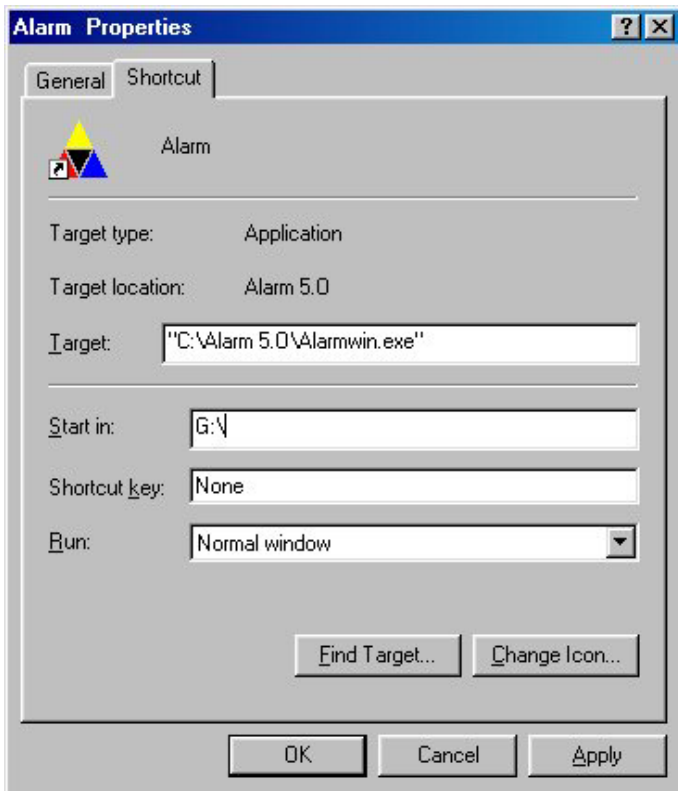 Alarm Properties
General Shortcut
Alarm
Target type: Application
Target location: Alarm 5.0
Target: "C:\Alarm 5.0\Alarmwin.exe"
Start in: G:\
Shortcut key: None
Run: Normal window
Find Target... Change Icon...
OK Cancel Apply